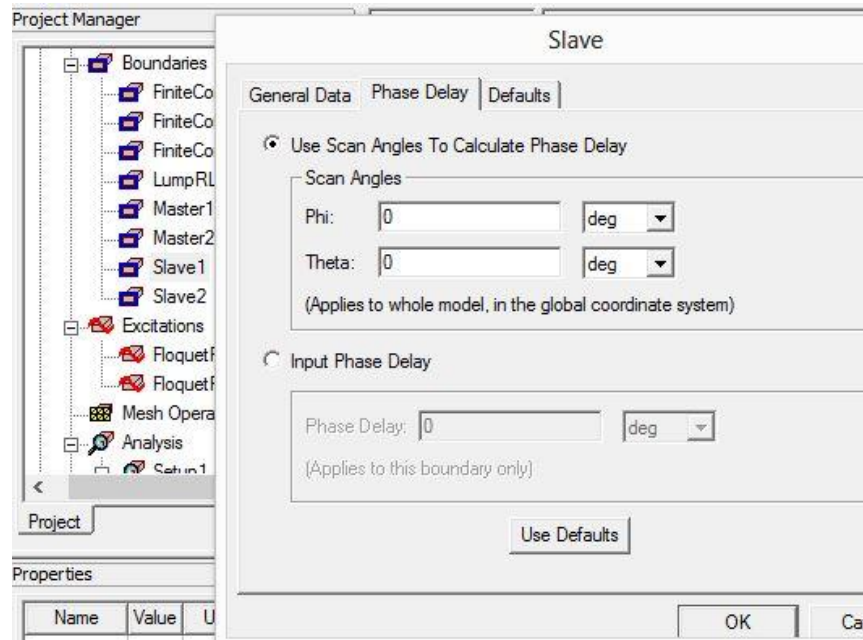 Project Manager
Boundaries
FiniteCo
FiniteCo
FiniteCo
LumpRL
Master1
Master2
Slave1
Slave2
Excitations
FloquetF
FloquetF
Mesh Opera
Analysis
Setup1
Project
Properties
Name Value U
Slave
General Data Phase Delay Defaults
Use Scan Angles To Calculate Phase Delay
Scan Angles
Phi: 0 deg
Theta: 0 deg
(Applies to whole model, in the global coordinate system)
Input Phase Delay
Phase Delay: 0 deg
(Applies to this boundary only)
Use Defaults
OK Ca